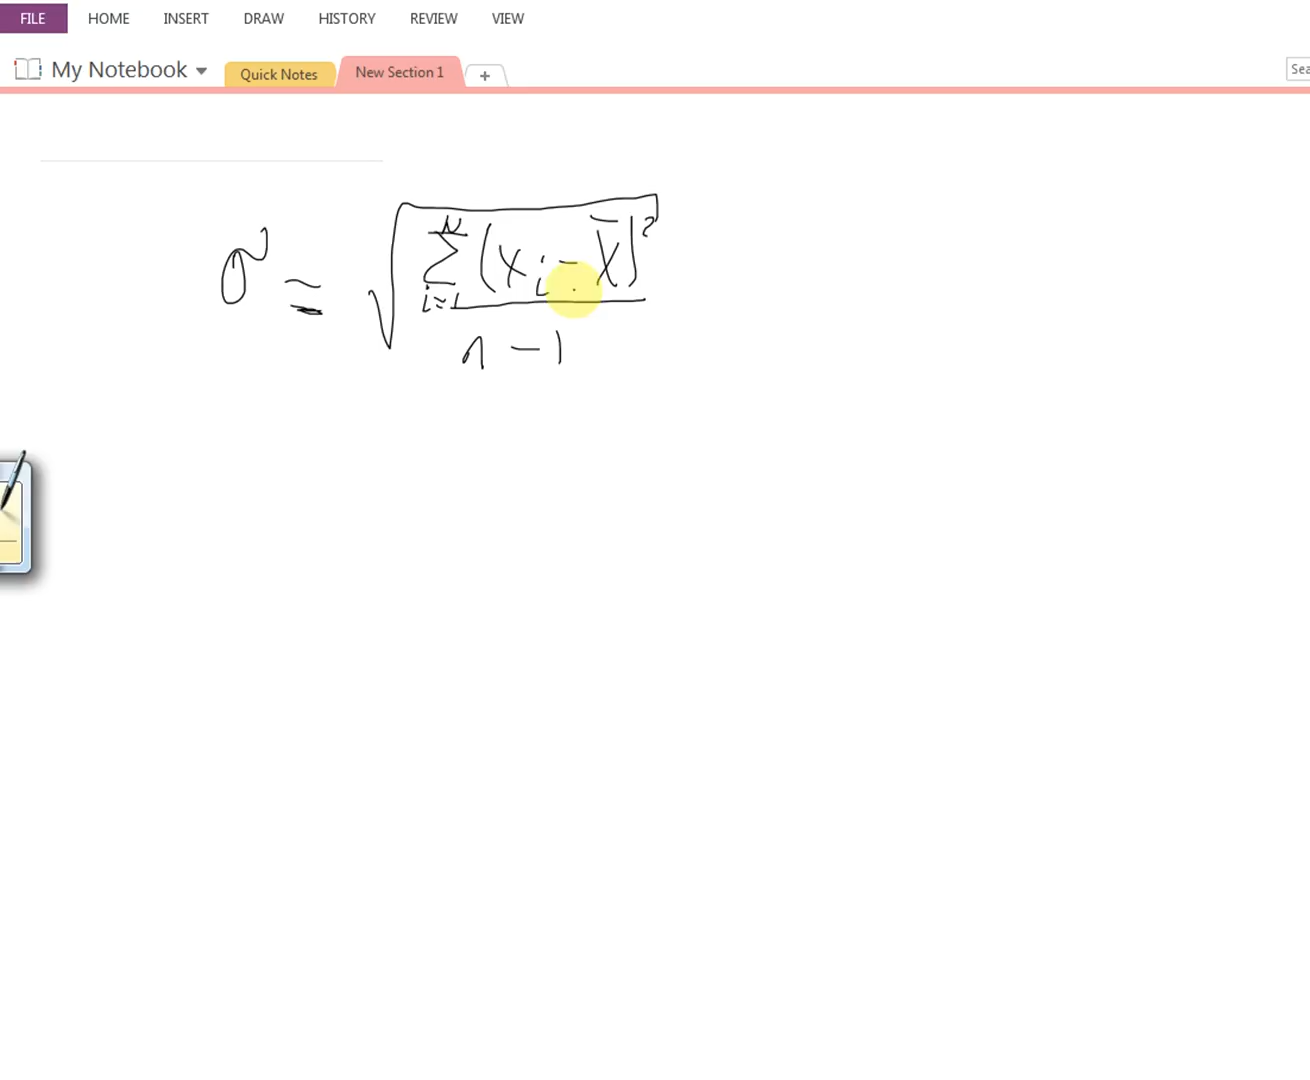 FILE HOME INSERT DRAW HISTORY REVIEW VIEW
My Notebook Quick Notes New Section 1 + Sea
σ = √( Σ_{i=1}^{N} (x_i - x̄)² / (n - 1) )